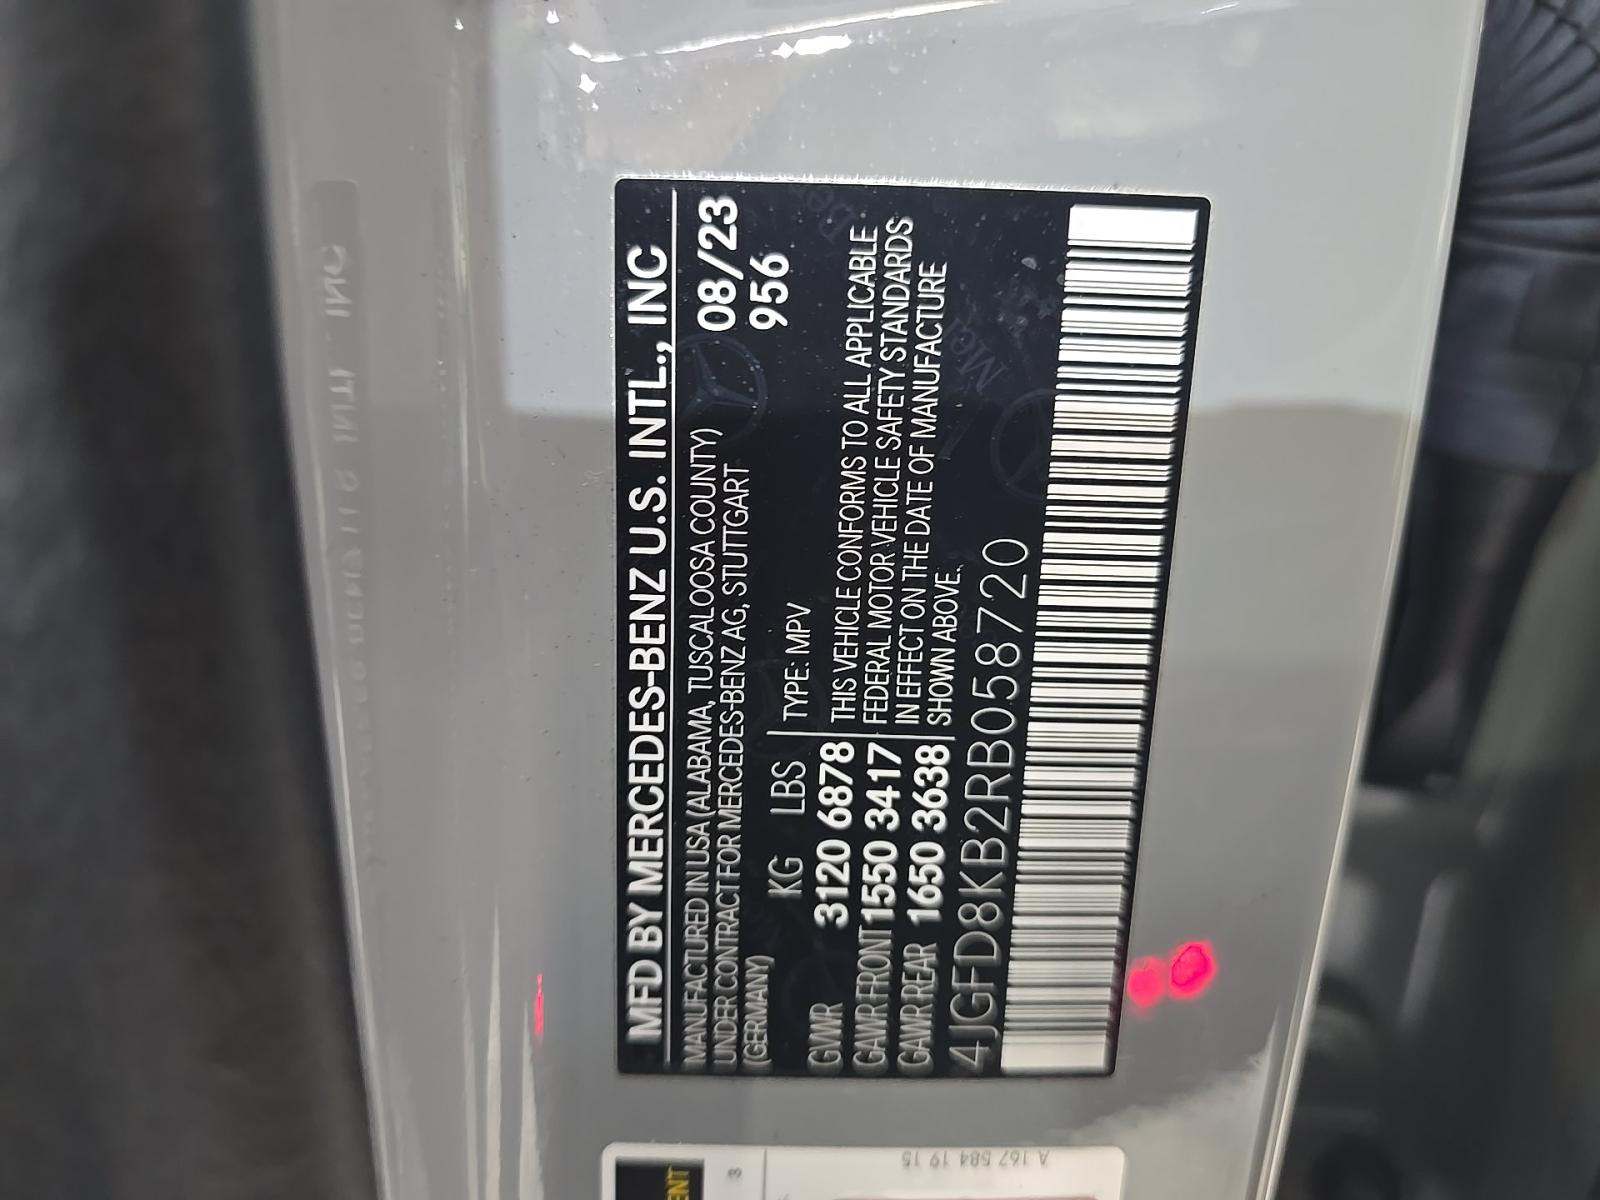 MFD BY MERCEDES-BENZ U.S. INTL., INC
MANUFACTURED IN USA (ALABAMA, TUSCALOOSA COUNTY)
UNDER CONTRACT FOR MERCEDES-BENZ AG, STUTTGART
(GERMANY)
08/23
956
KG LBS
TYPE: MPV
GVWR 3120 6878
GAWR FRONT 1550 3417
GAWR REAR 1650 3638
THIS VEHICLE CONFORMS TO ALL APPLICABLE
FEDERAL MOTOR VEHICLE SAFETY STANDARDS
IN EFFECT ON THE DATE OF MANUFACTURE
SHOWN ABOVE.
4JGFD8KB2RB058720
A 167 584 19 15